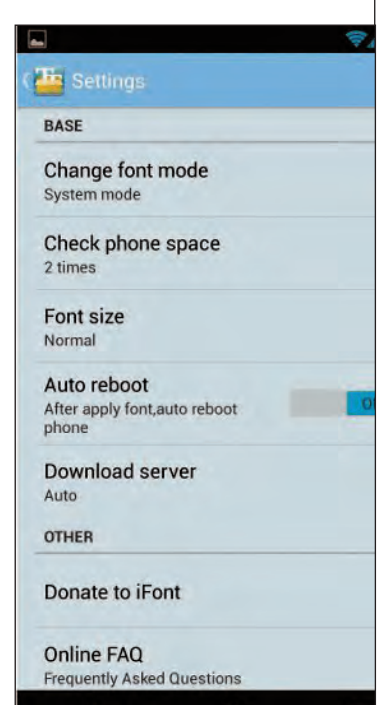 Settings
BASE
Change font mode
System mode
Check phone space
2 times
Font size
Normal
Auto reboot
After apply font,auto reboot
phone
Download server
Auto
OTHER
Donate to iFont
Online FAQ
Frequently Asked Questions